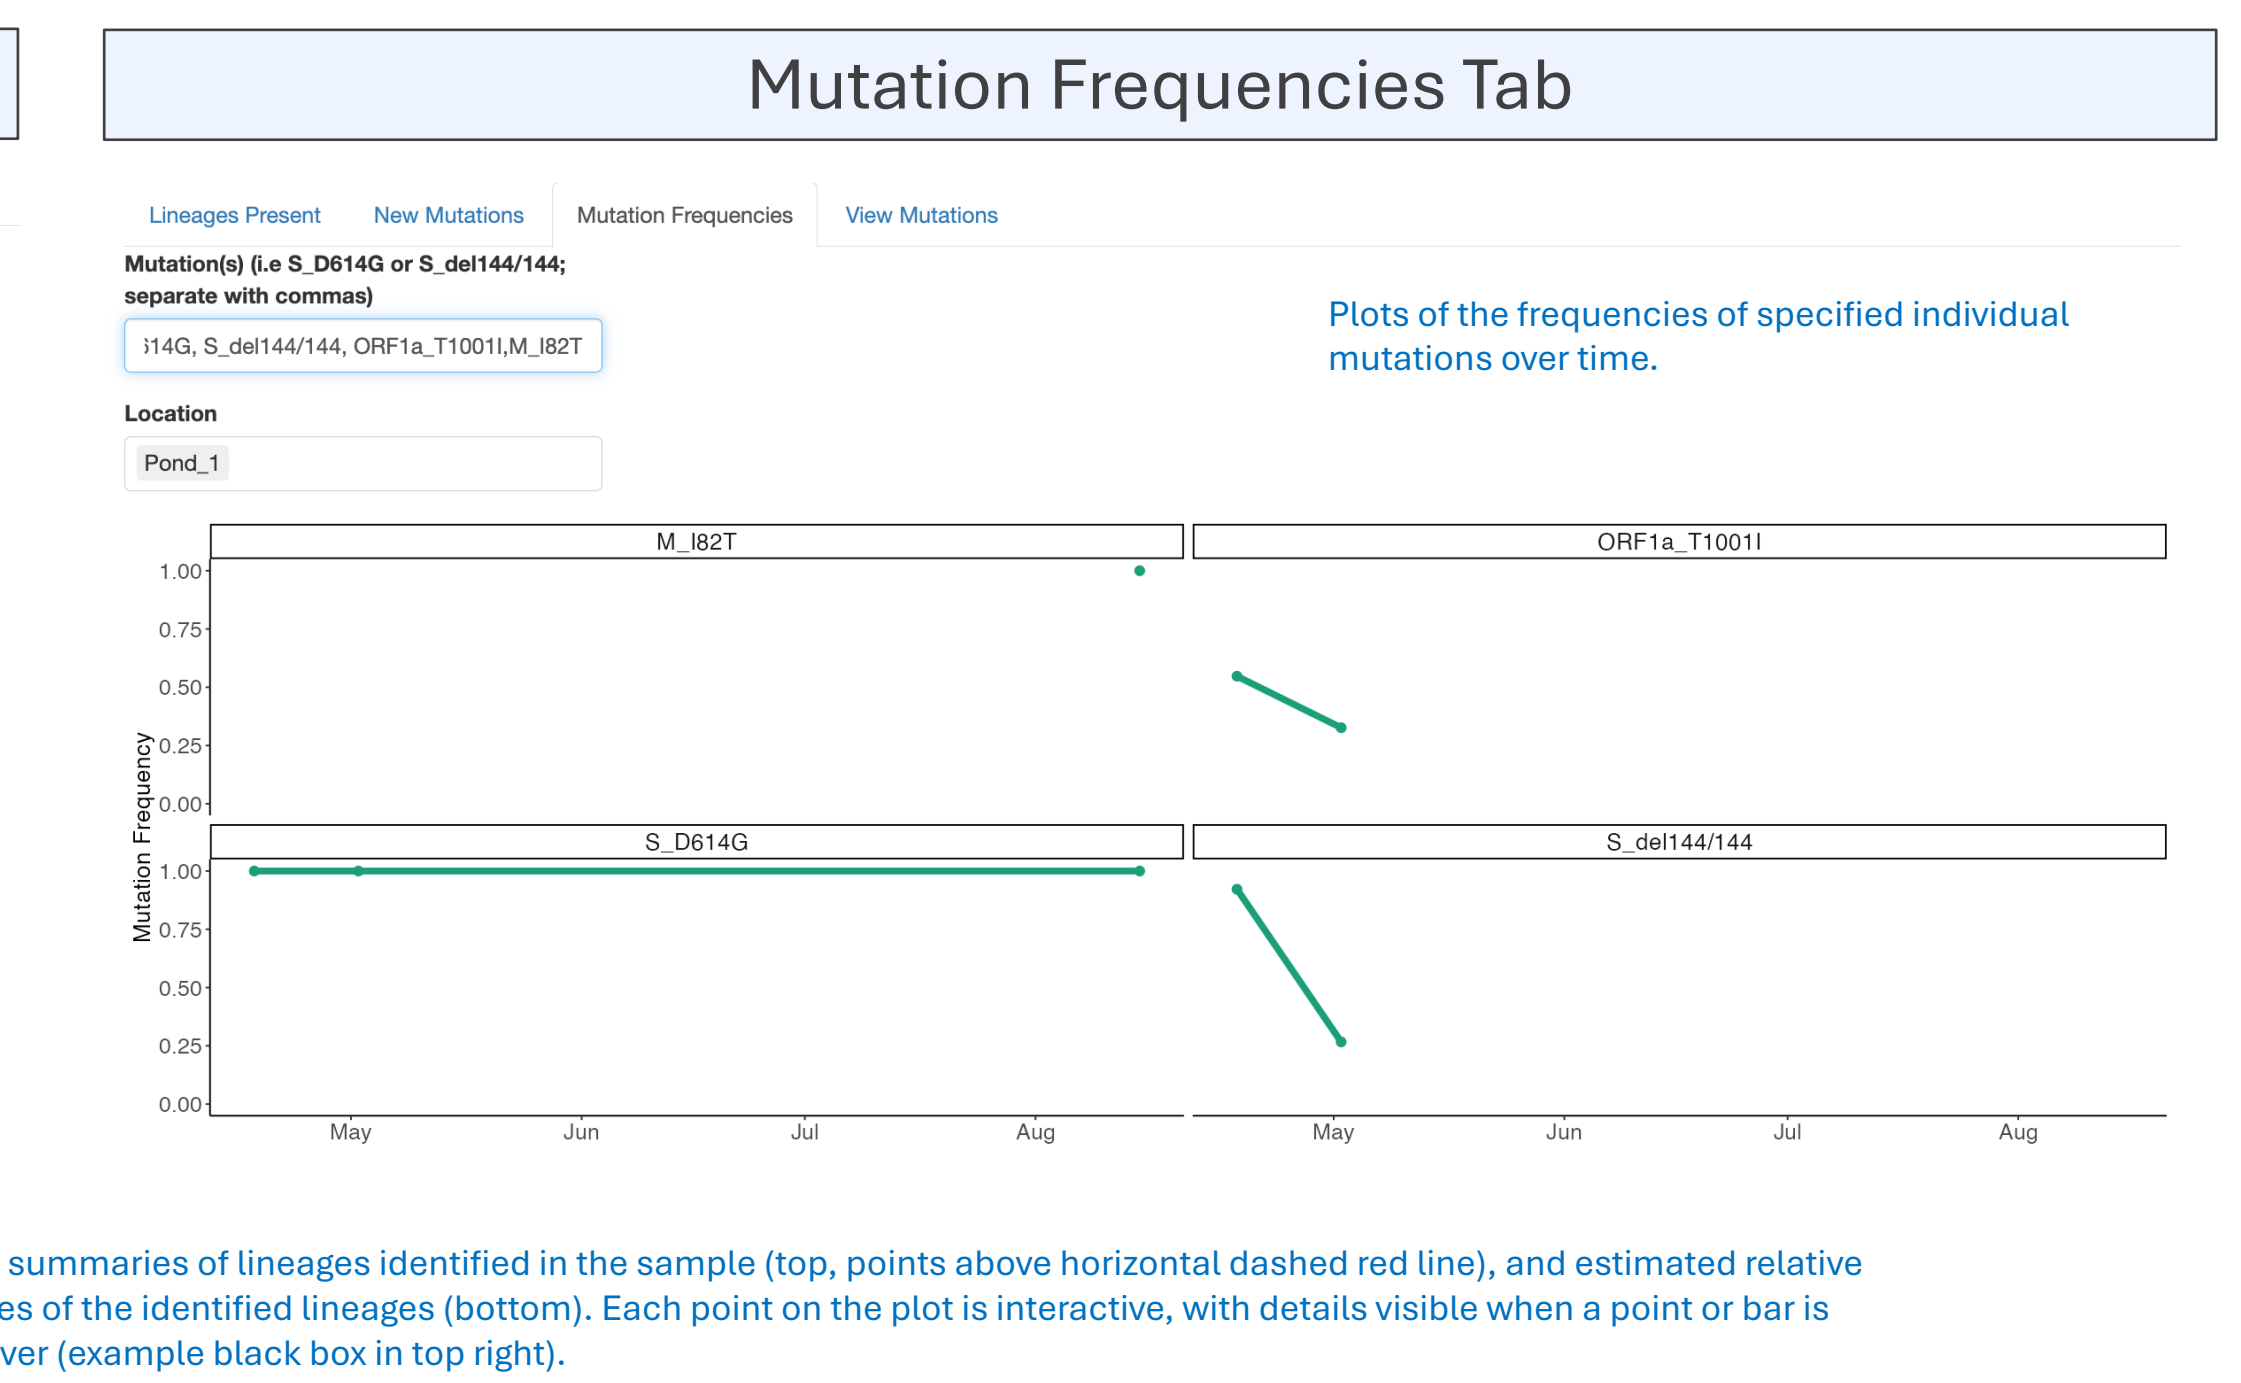 Mutation Frequencies Tab
Lineages Present New Mutations Mutation Frequencies View Mutations
Mutation(s) (i.e S_D614G or S_del144/144;
separate with commas)
614G, S_del144/144, ORF1a_T1001I,M_I82T
Plots of the frequencies of specified individual
mutations over time.
Location
Pond_1
M_I82T ORF1a_T1001I
1.00
0.75
0.50
0.25
0.00
Mutation Frequency
S_D614G S_del144/144
1.00
0.75
0.50
0.25
0.00
May Jun Jul Aug May Jun Jul Aug
summaries of lineages identified in the sample (top, points above horizontal dashed red line), and estimated relative
es of the identified lineages (bottom). Each point on the plot is interactive, with details visible when a point or bar is
ver (example black box in top right).